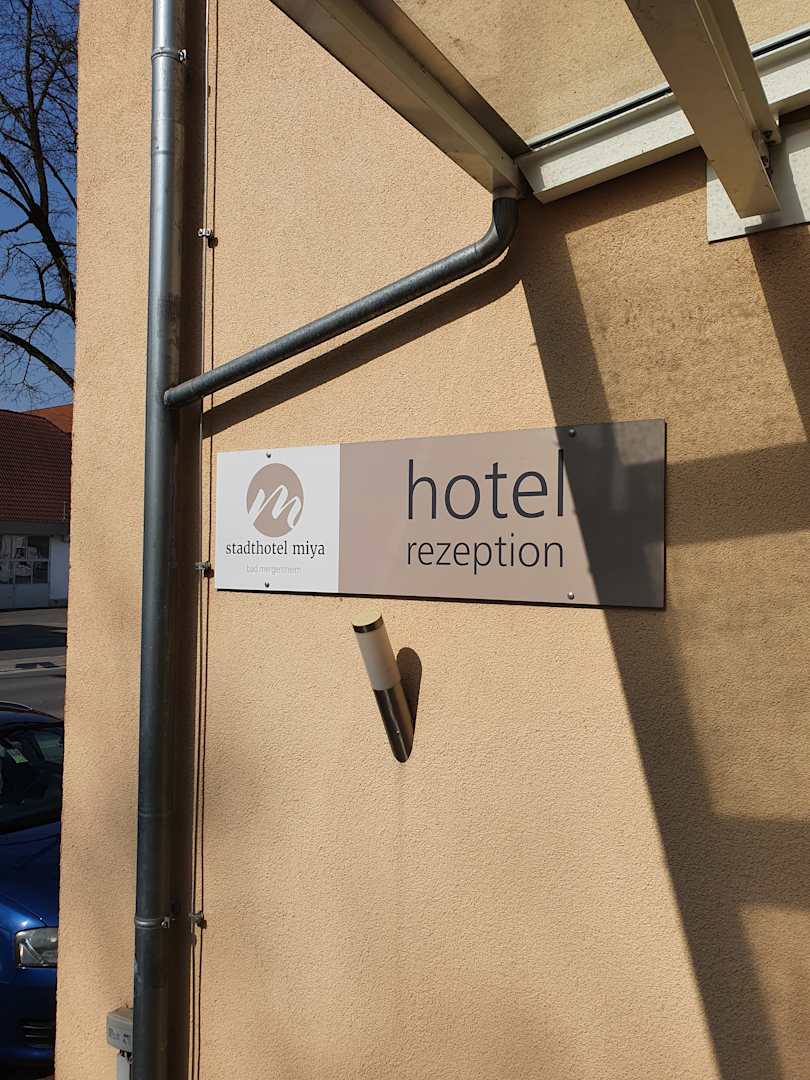 m
stadthotel miya
bad mergentheim
hotel
rezeption